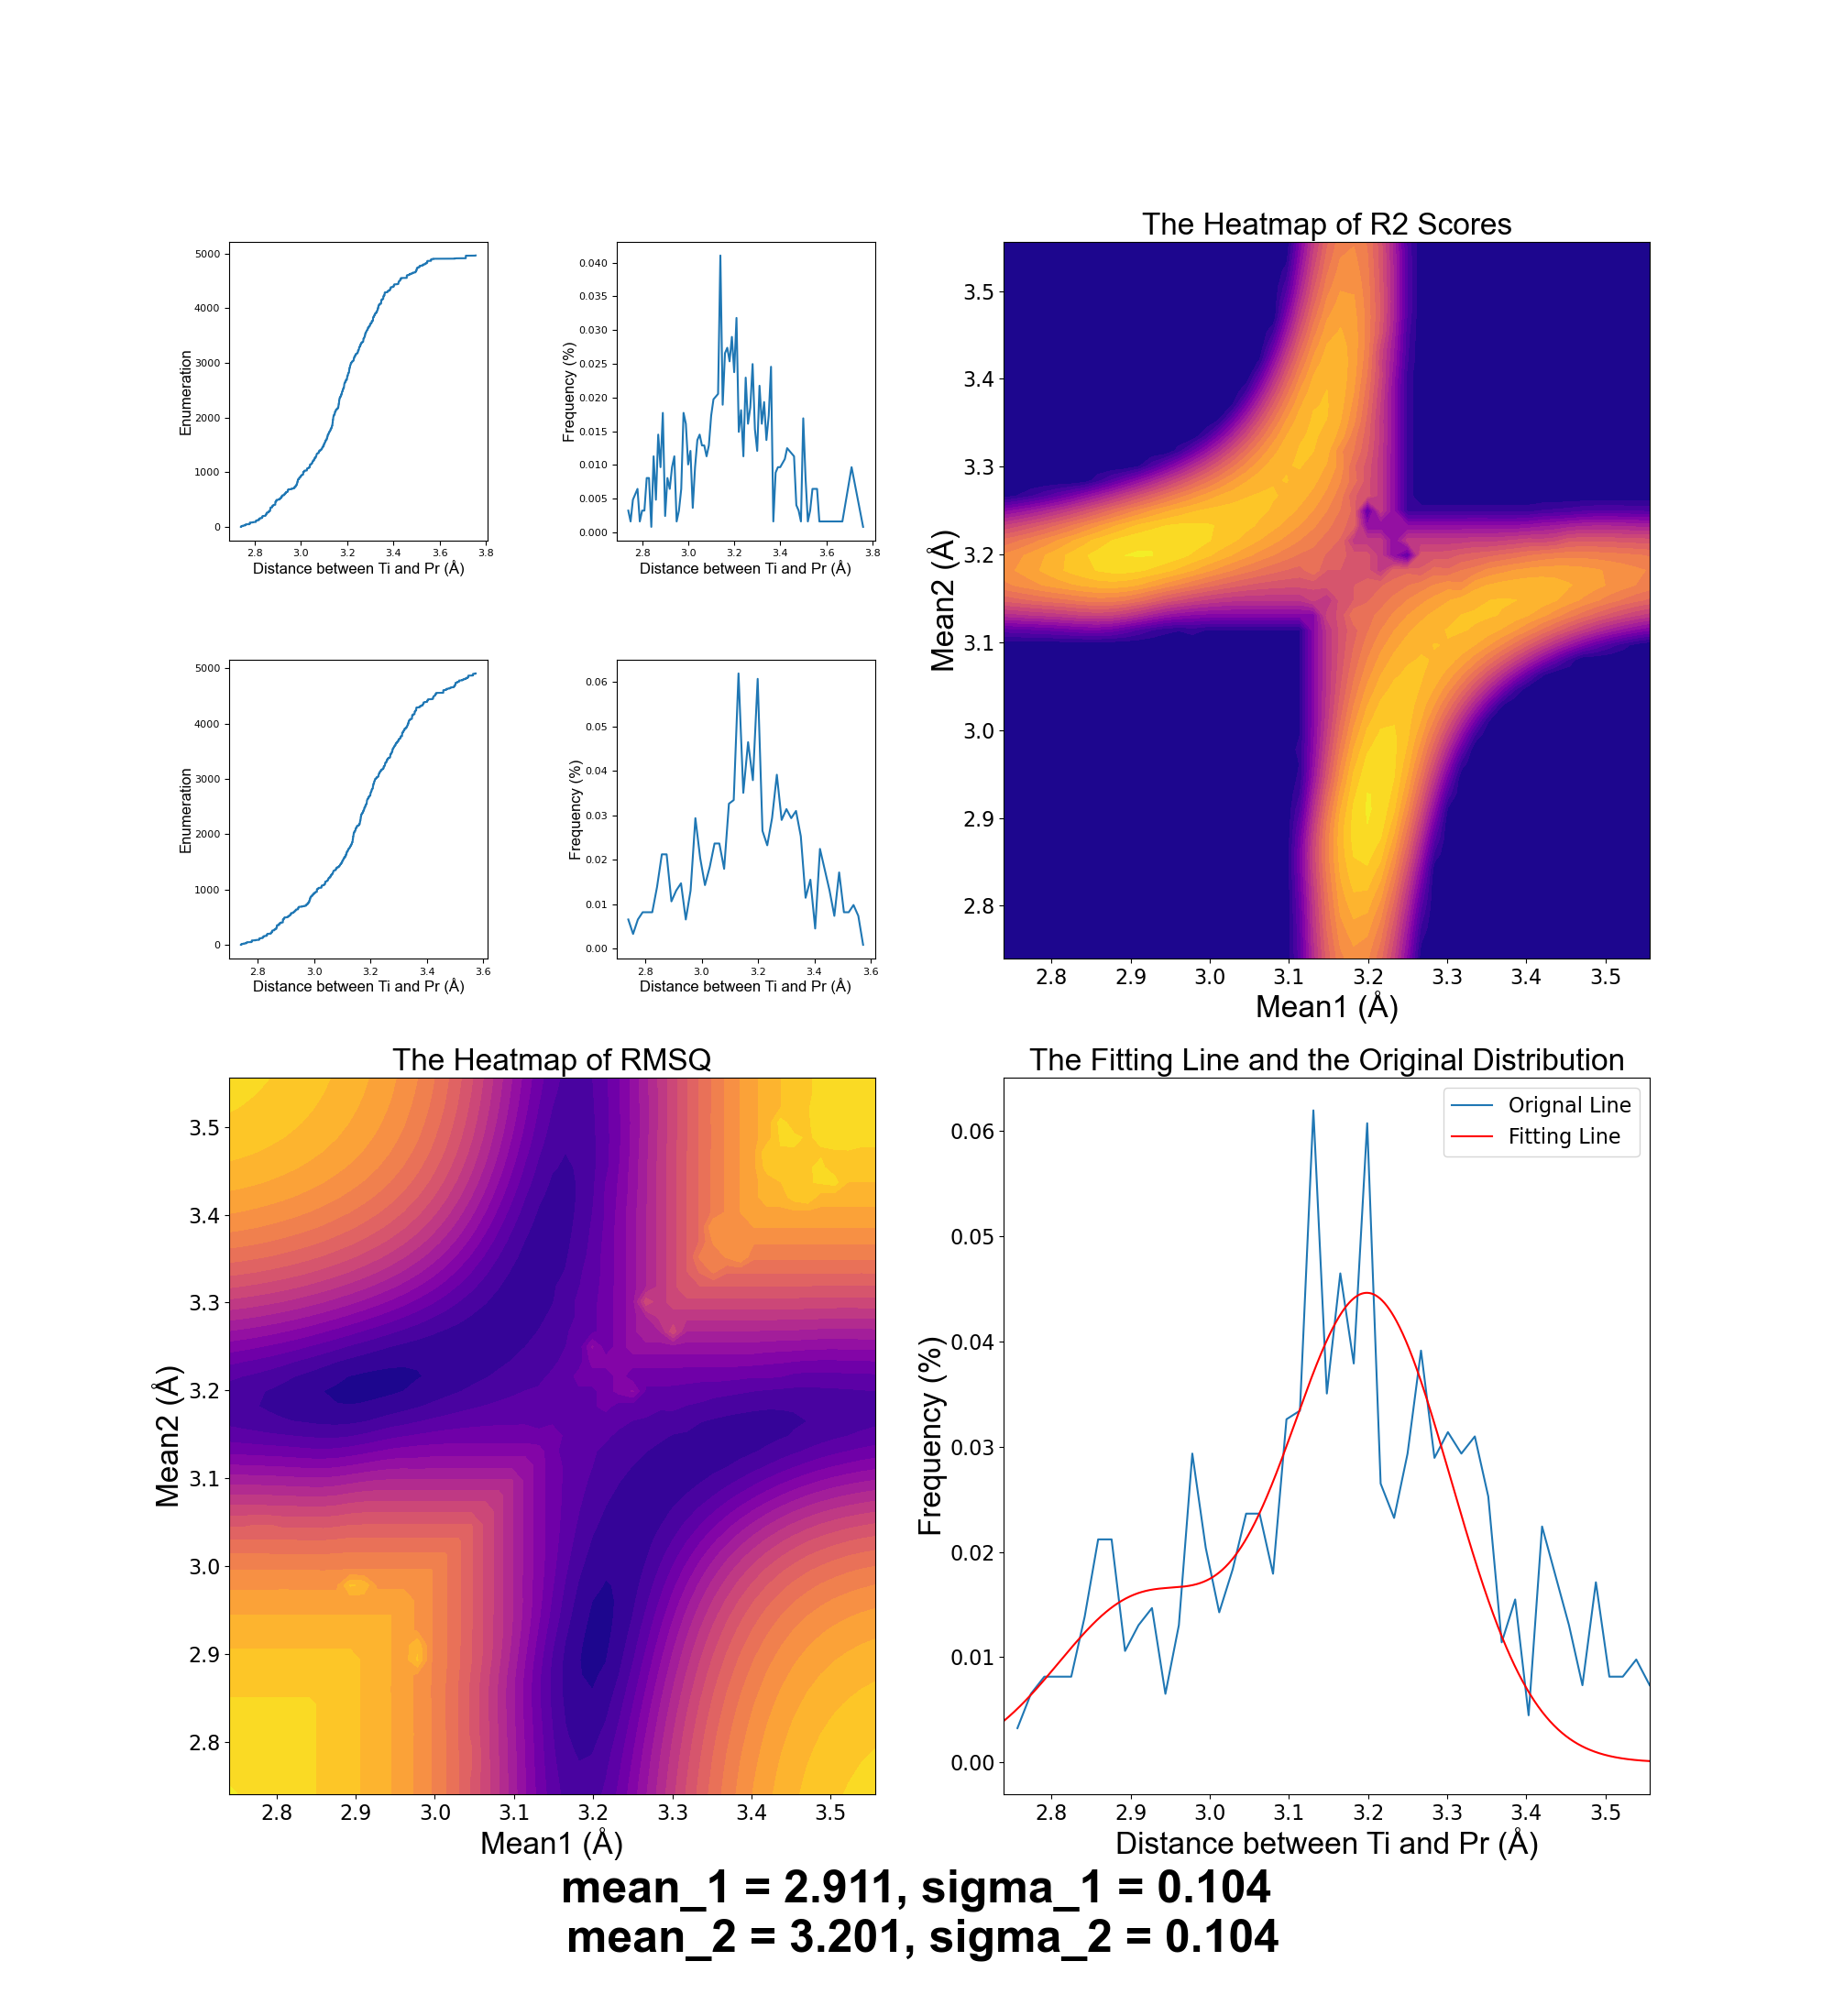 5000
4000
3000
2000
1000
0
Enumeration
2.8 3.0 3.2 3.4 3.6 3.8
Distance between Ti and Pr (Å)
0.040
0.035
0.030
0.025
0.020
0.015
0.010
0.005
0.000
Frequency (%)
2.8 3.0 3.2 3.4 3.6 3.8
Distance between Ti and Pr (Å)
The Heatmap of R2 Scores
3.5
3.4
3.3
3.2
3.1
3.0
2.9
2.8
Mean2 (Å)
2.8 2.9 3.0 3.1 3.2 3.3 3.4 3.5
Mean1 (Å)
5000
4000
3000
2000
1000
0
Enumeration
2.8 3.0 3.2 3.4 3.6
Distance between Ti and Pr (Å)
0.06
0.05
0.04
0.03
0.02
0.01
0.00
Frequency (%)
2.8 3.0 3.2 3.4 3.6
Distance between Ti and Pr (Å)
The Heatmap of RMSQ
3.5
3.4
3.3
3.2
3.1
3.0
2.9
2.8
Mean2 (Å)
2.8 2.9 3.0 3.1 3.2 3.3 3.4 3.5
Mean1 (Å)
The Fitting Line and the Original Distribution
Orignal Line
Fitting Line
0.06
0.05
0.04
0.03
0.02
0.01
0.00
Frequency (%)
2.8 2.9 3.0 3.1 3.2 3.3 3.4 3.5
Distance between Ti and Pr (Å)
mean_1 = 2.911, sigma_1 = 0.104
mean_2 = 3.201, sigma_2 = 0.104